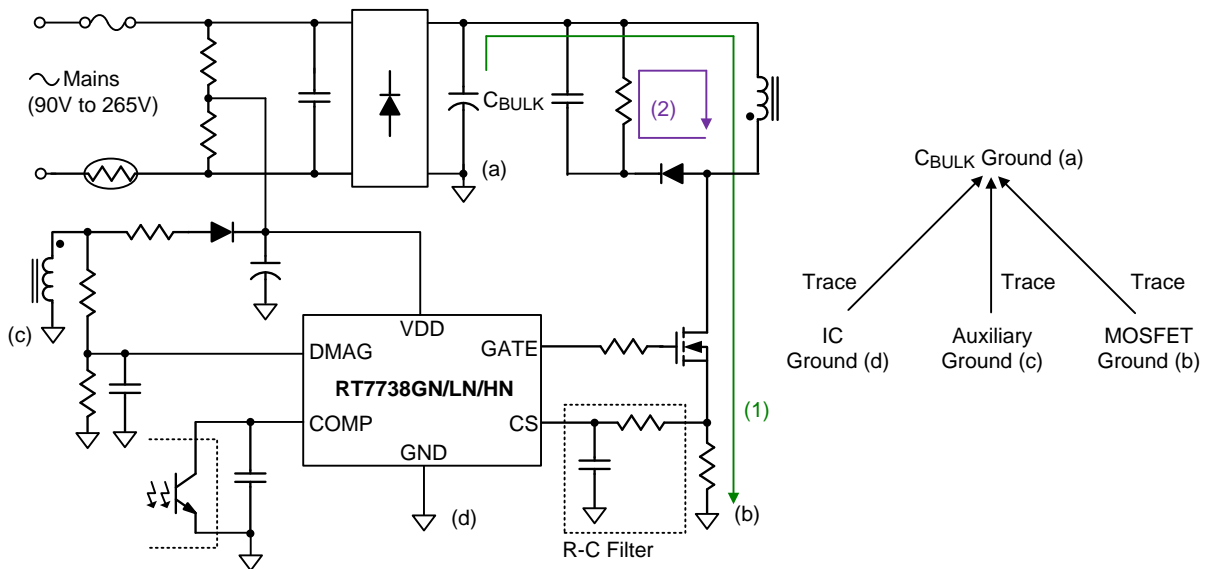 Mains
(90V to 265V)
CBULK
(2)
(a)
CBULK Ground (a)
Trace
Trace
Trace
IC
Ground (d)
Auxiliary
Ground (c)
MOSFET
Ground (b)
(c)
VDD
DMAG
GATE
RT7738GN/LN/HN
COMP
CS
GND
(1)
(d)
(b)
R-C Filter